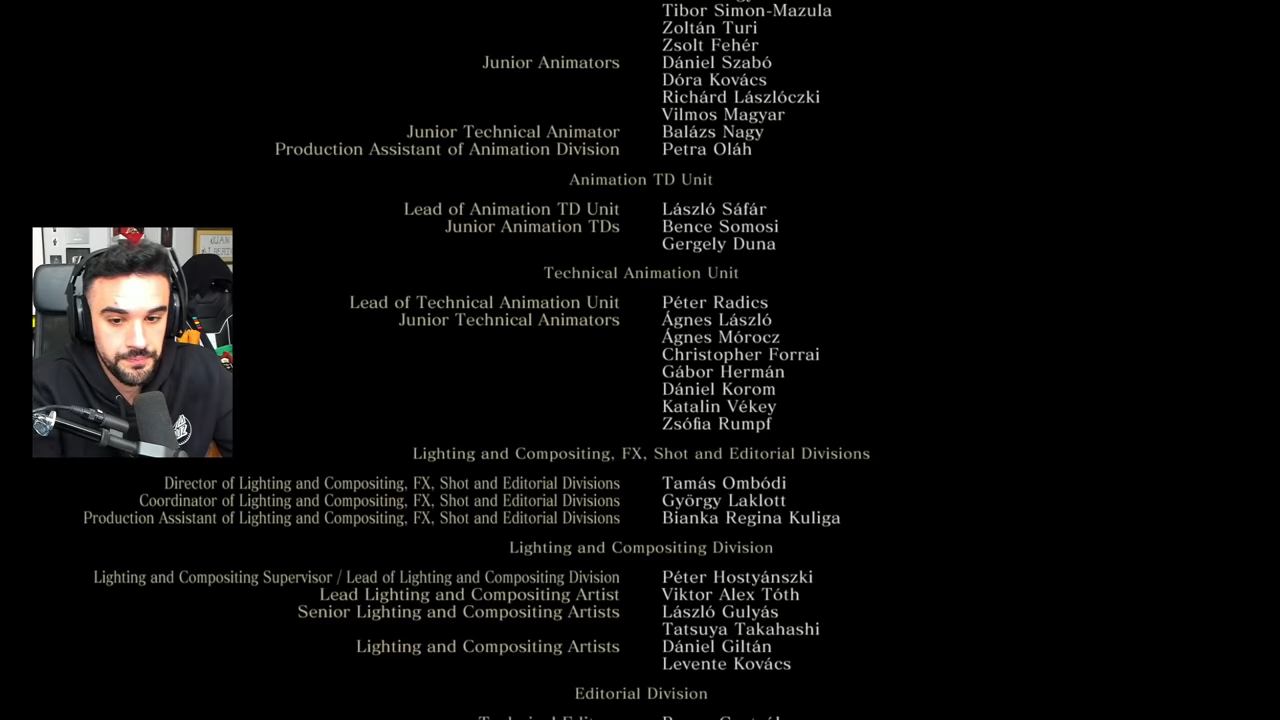 Tibor Simon-Mazula
Zoltán Turi
Zsolt Fehér
Junior Animators Dániel Szabó
Dóra Kovács
Richárd Lászlóczki
Vilmos Magyar
Junior Technical Animator Balázs Nagy
Production Assistant of Animation Division Petra Oláh
Animation TD Unit
Lead of Animation TD Unit László Sáfár
Junior Animation TDs Bence Somosi
Gergely Duna
Technical Animation Unit
Lead of Technical Animation Unit Péter Radics
Junior Technical Animators Ágnes László
Ágnes Mórocz
Christopher Forrai
Gábor Hermán
Dániel Korom
Katalin Vékey
Zsófia Rumpf
Lighting and Compositing, FX, Shot and Editorial Divisions
Director of Lighting and Compositing, FX, Shot and Editorial Divisions Tamás Ombódi
Coordinator of Lighting and Compositing, FX, Shot and Editorial Divisions György Laklott
Production Assistant of Lighting and Compositing, FX, Shot and Editorial Divisions Bianka Regina Kuliga
Lighting and Compositing Division
Lighting and Compositing Supervisor / Lead of Lighting and Compositing Division Péter Hostyánszki
Lead Lighting and Compositing Artist Viktor Alex Tóth
Senior Lighting and Compositing Artists László Gulyás
Tatsuya Takahashi
Lighting and Compositing Artists Dániel Giltán
Levente Kovács
Editorial Division